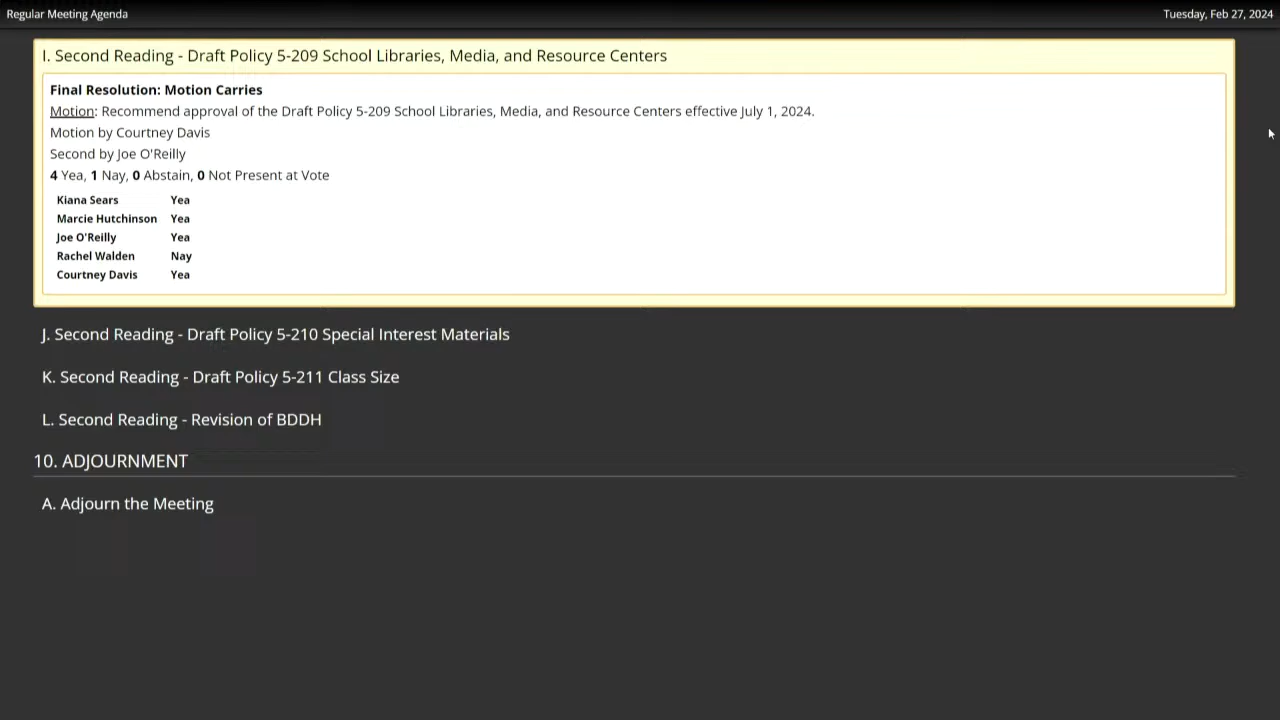 Regular Meeting Agenda
Tuesday, Feb 27, 2024
I. Second Reading - Draft Policy 5-209 School Libraries, Media, and Resource Centers
Final Resolution: Motion Carries
Motion: Recommend approval of the Draft Policy 5-209 School Libraries, Media, and Resource Centers effective July 1, 2024.
Motion by Courtney Davis
Second by Joe O'Reilly
4 Yea, 1 Nay, 0 Abstain, 0 Not Present at Vote
Kiana Sears Yea
Marcie Hutchinson Yea
Joe O'Reilly Yea
Rachel Walden Nay
Courtney Davis Yea
J. Second Reading - Draft Policy 5-210 Special Interest Materials
K. Second Reading - Draft Policy 5-211 Class Size
L. Second Reading - Revision of BDDH
10. ADJOURNMENT
A. Adjourn the Meeting